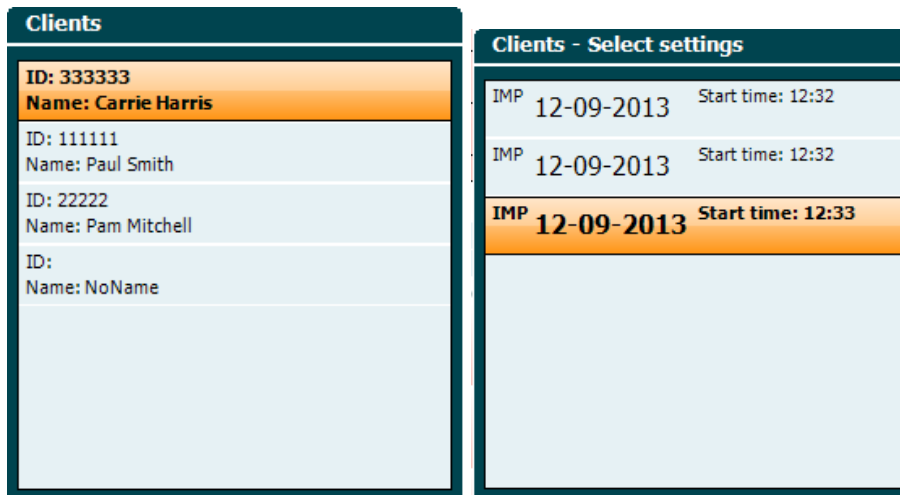 Clients
ID: 333333
Name: Carrie Harris
ID: 111111
Name: Paul Smith
ID: 22222
Name: Pam Mitchell
ID:
Name: NoName
Clients - Select settings
IMP 12-09-2013 Start time: 12:32
IMP 12-09-2013 Start time: 12:32
IMP 12-09-2013 Start time: 12:33